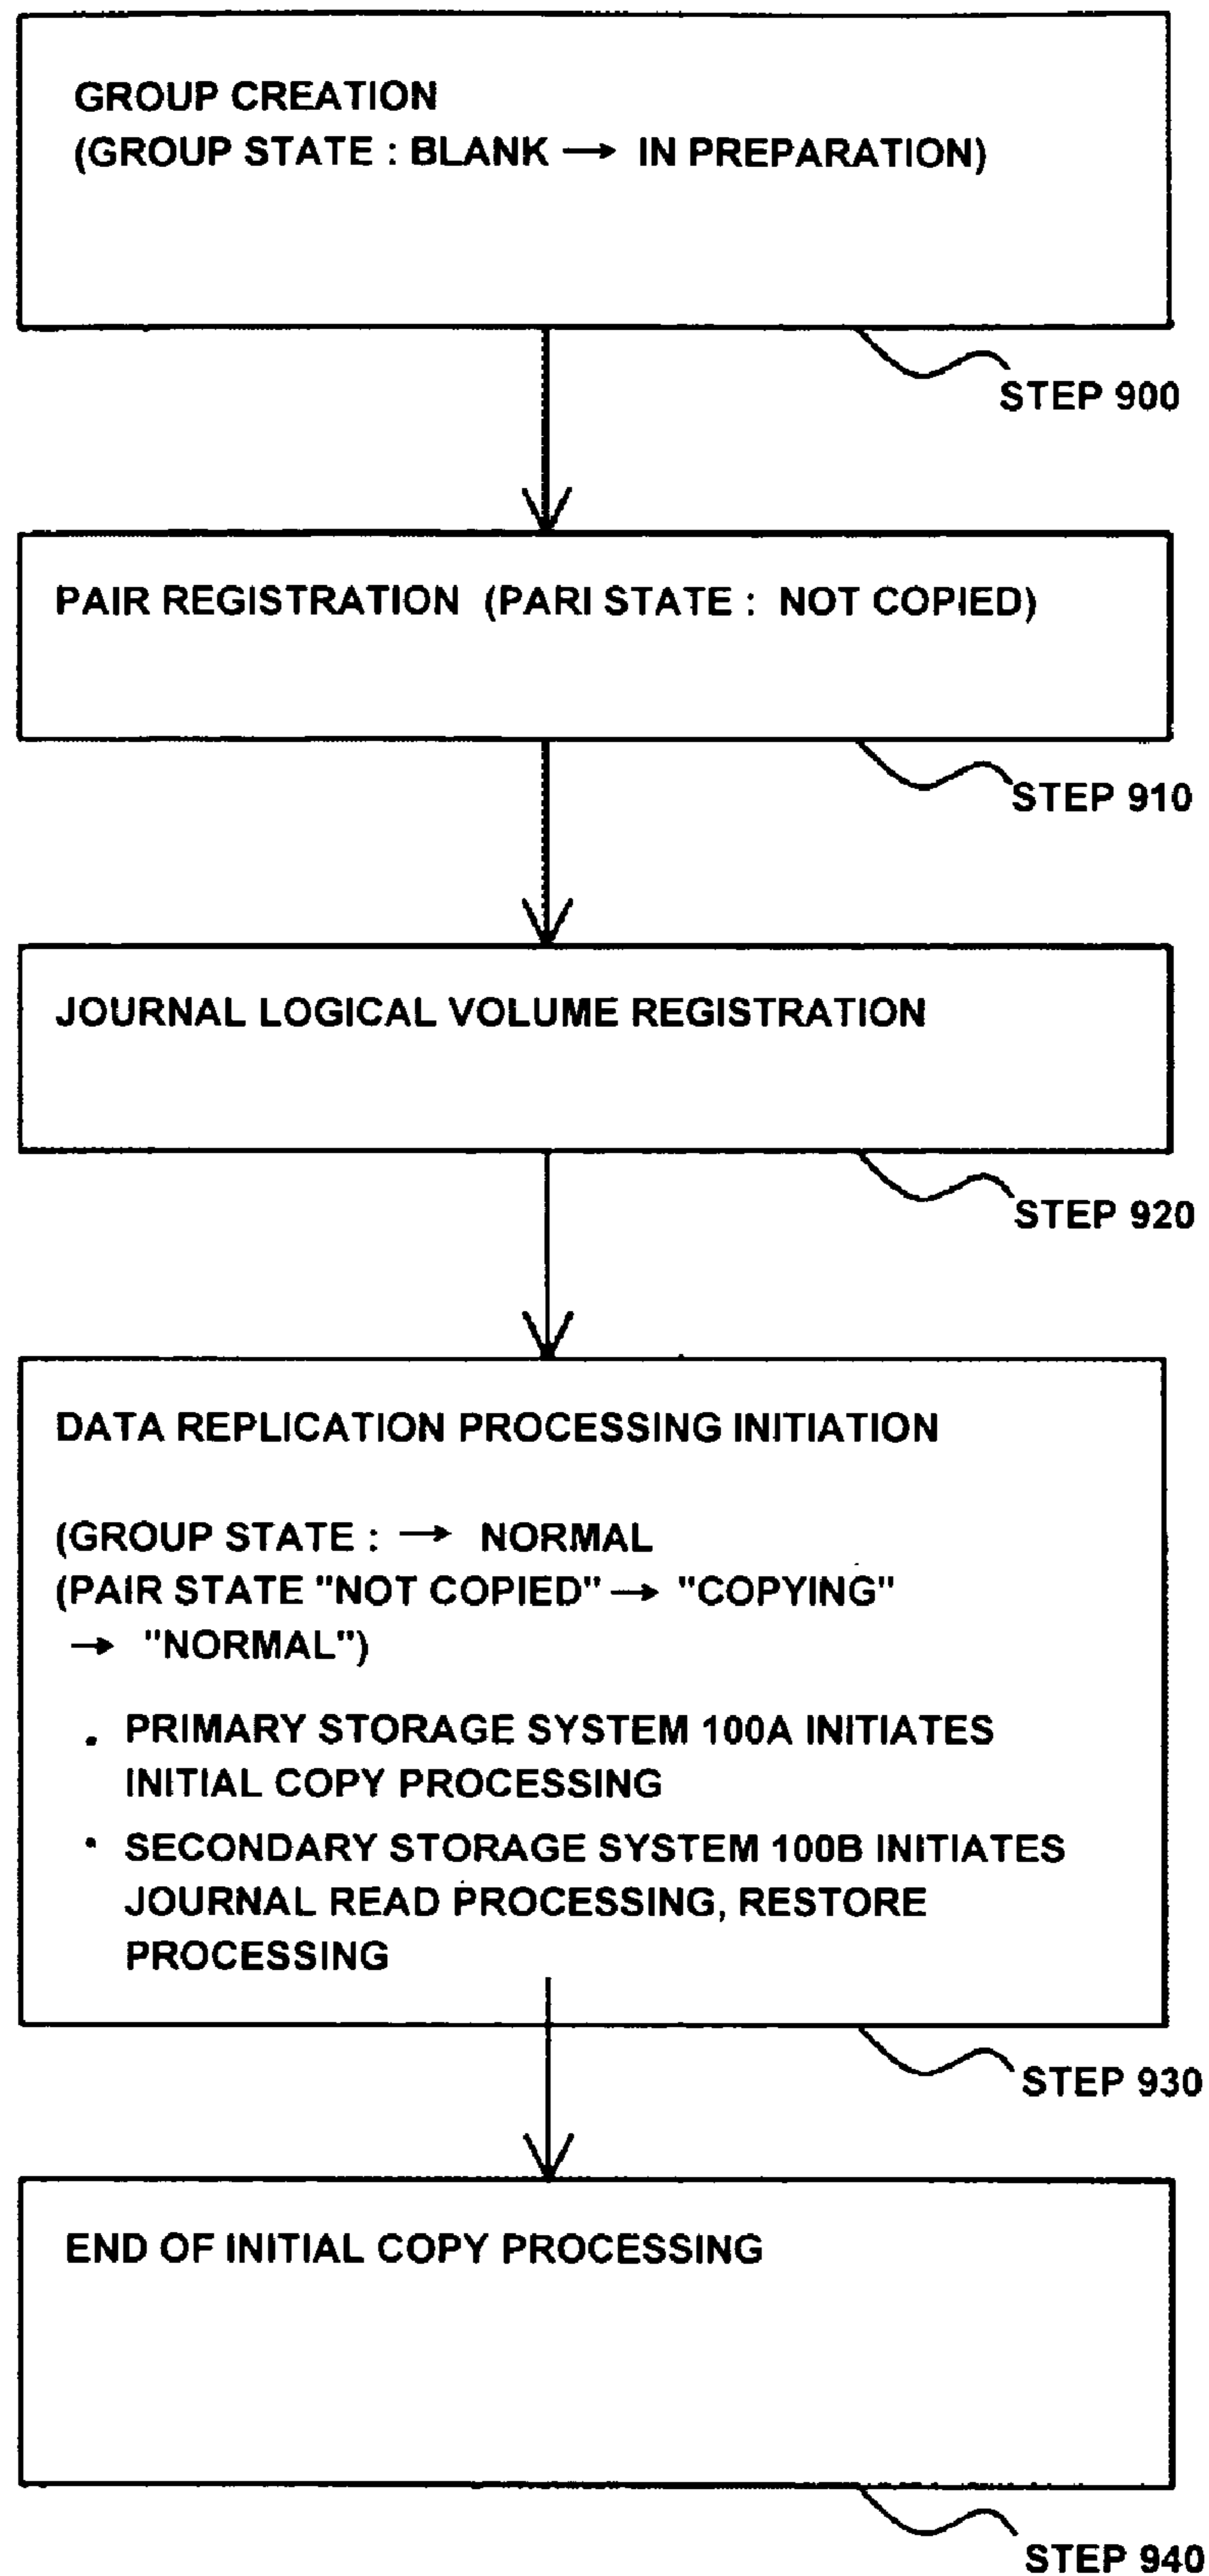 GROUP CREATION
(GROUP STATE : BLANK → IN PREPARATION)
STEP 900
PAIR REGISTRATION (PARI STATE : NOT COPIED)
STEP 910
JOURNAL LOGICAL VOLUME REGISTRATION
STEP 920
DATA REPLICATION PROCESSING INITIATION
(GROUP STATE : → NORMAL
(PAIR STATE "NOT COPIED" → "COPYING"
→ "NORMAL")
. PRIMARY STORAGE SYSTEM 100A INITIATES
INITIAL COPY PROCESSING
· SECONDARY STORAGE SYSTEM 100B INITIATES
JOURNAL READ PROCESSING, RESTORE
PROCESSING
STEP 930
END OF INITIAL COPY PROCESSING
STEP 940